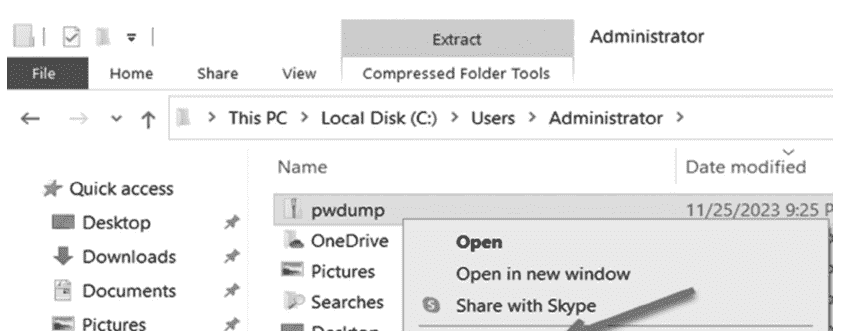 Extract
Administrator
File Home Share View Compressed Folder Tools
This PC Local Disk (C:) Users Administrator
Name Date modified
Quick access
pwdump 11/25/2023 9:25 P
Desktop
OneDrive
Open
Downloads
Pictures
Open in new window
Documents
Searches
Share with Skype
Pictures
Desktop